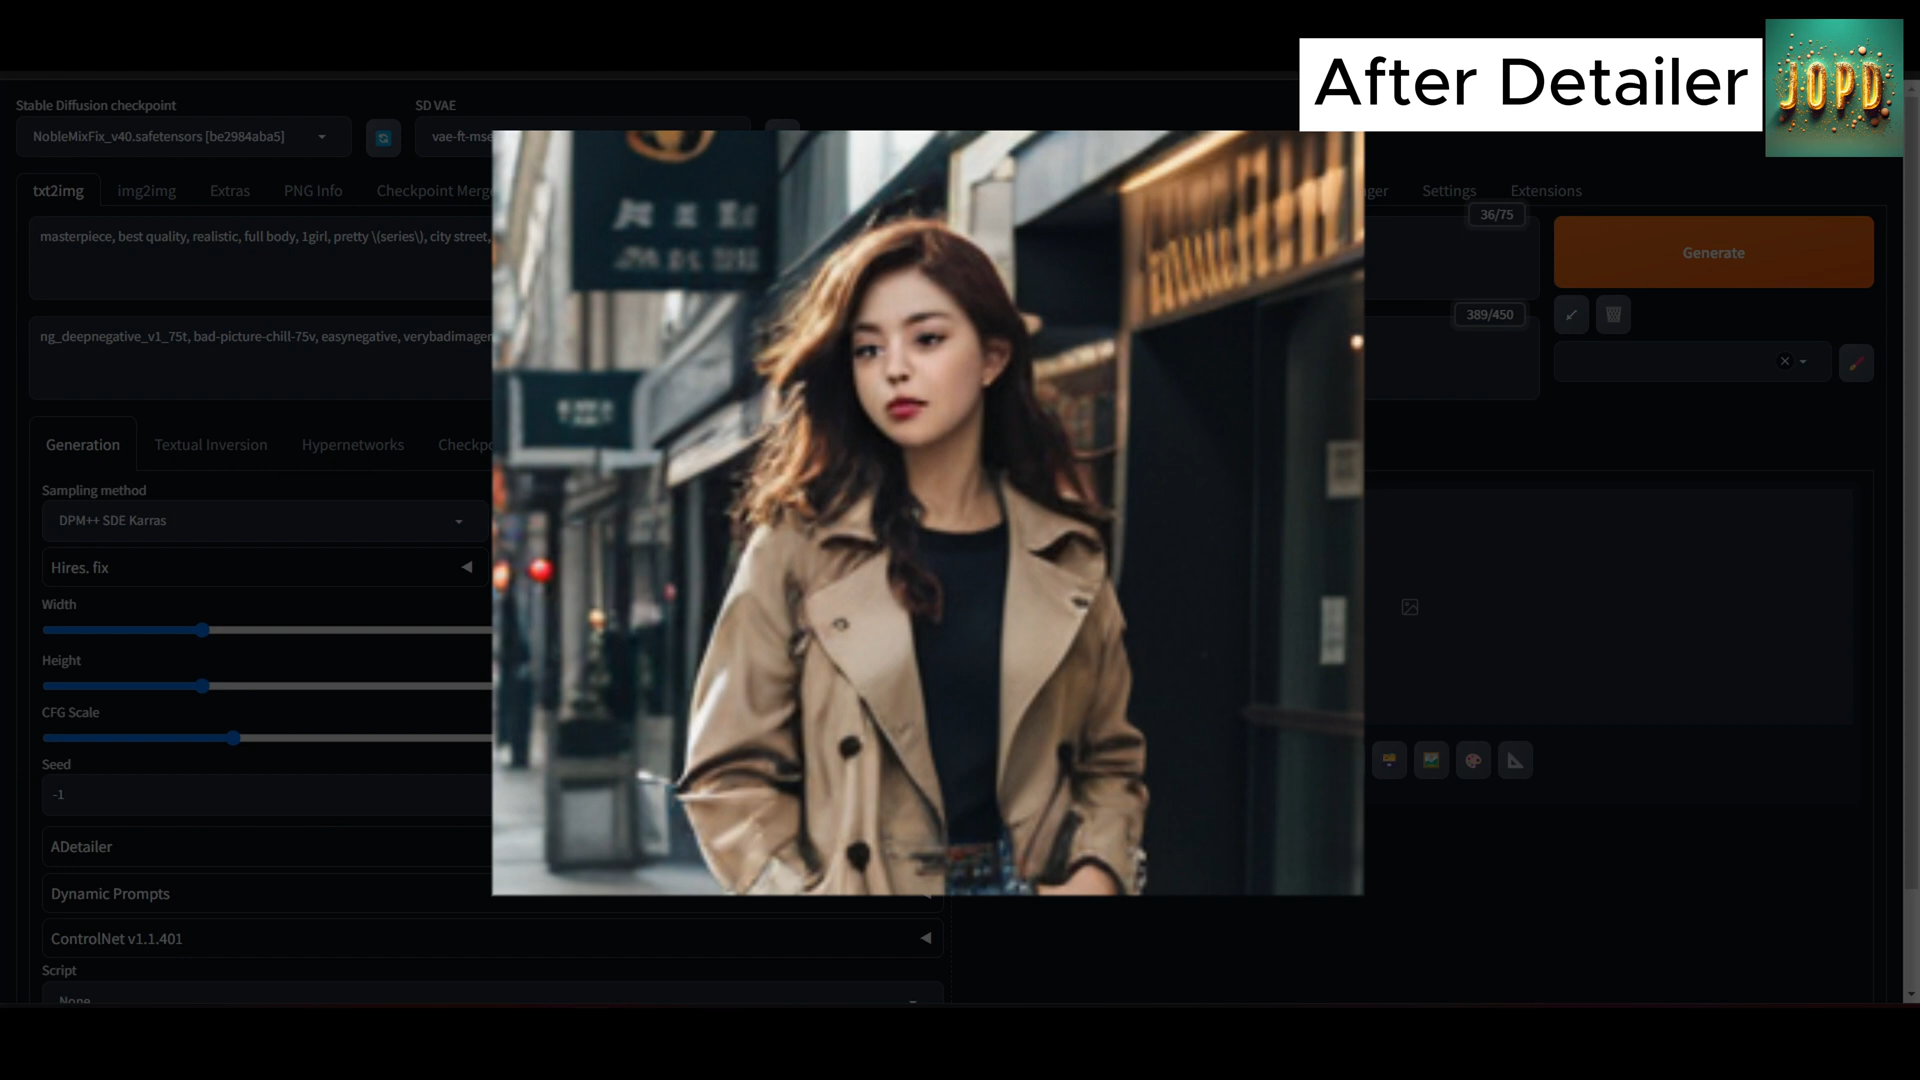 After Detailer
JOPD
Stable Diffusion checkpoint
SD VAE
NobleMixFix_v40.safetensors [be2984aba5]
vae-ft-mse
txt2img
img2img
Extras
PNG Info
Checkpoint Merge
ger
Settings
Extensions
36/75
masterpiece, best quality, realistic, full body, 1girl, pretty \(series\), city street,
Generate
389/450
ng_deepnegative_v1_75t, bad-picture-chill-75v, easynegative, verybadimagen
Generation
Textual Inversion
Hypernetworks
Checkpo
Sampling method
DPM++ SDE Karras
Hires. fix
Width
Height
CFG Scale
Seed
-1
ADetailer
Dynamic Prompts
ControlNet v1.1.401
Script
None